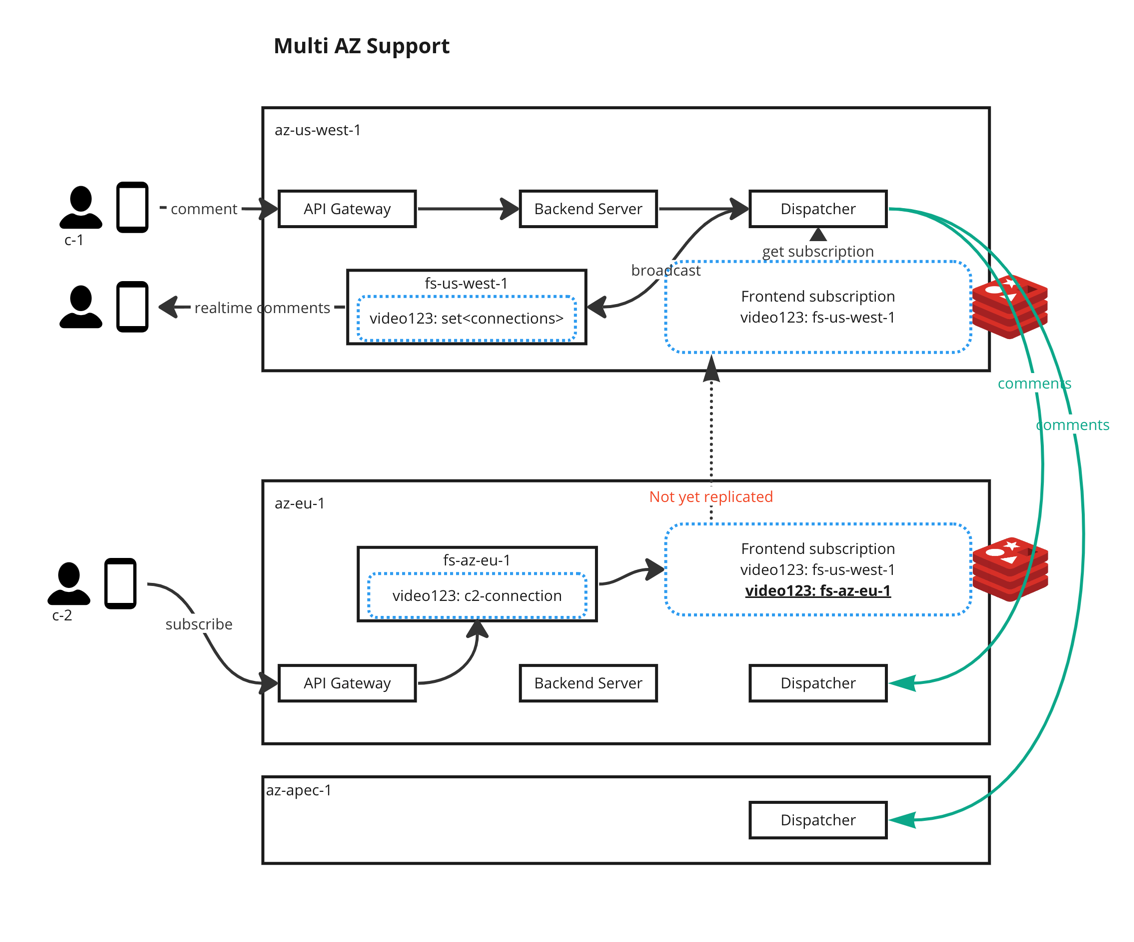 Multi AZ Support
az-us-west-1
comment
API Gateway
Backend Server
Dispatcher
c-1
get subscription
broadcast
fs-us-west-1
video123: set<connections>
realtime comments
Frontend subscription
video123: fs-us-west-1
comments
comments
Not yet replicated
az-eu-1
fs-az-eu-1
video123: c2-connection
Frontend subscription
video123: fs-us-west-1
video123: fs-az-eu-1
c-2
subscribe
API Gateway
Backend Server
Dispatcher
az-apec-1
Dispatcher